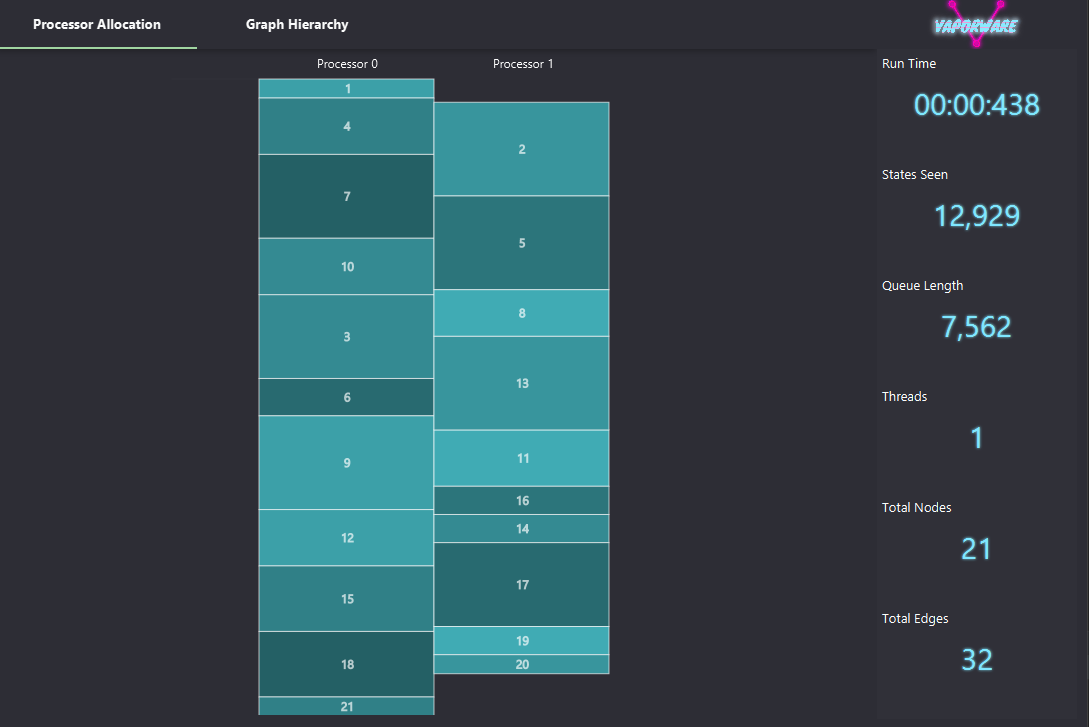 Processor Allocation
Graph Hierarchy
VAPORWARE
Processor 0
Processor 1
1
4
7
10
3
6
9
12
15
18
21
2
5
8
13
11
16
14
17
19
20
Run Time
00:00:438
States Seen
12,929
Queue Length
7,562
Threads
1
Total Nodes
21
Total Edges
32